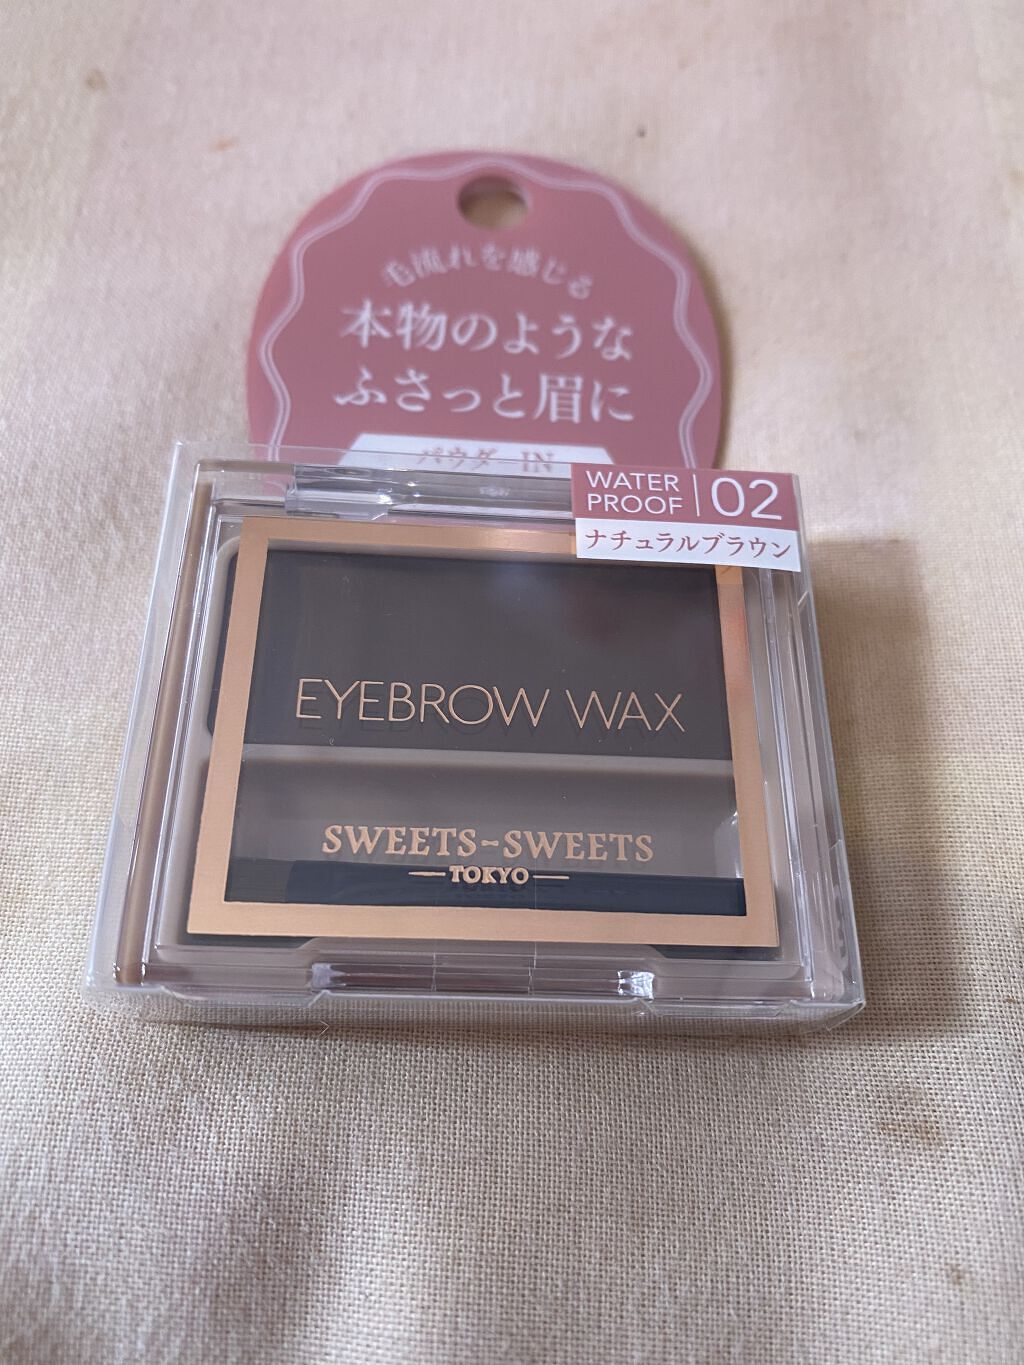 毛流れを感じる
本物のような
ふさっと眉に
パウダーIN
WATER
PROOF
02
ナチュラルブラウン
EYEBROW WAX
SWEETS-SWEETS
TOKYO